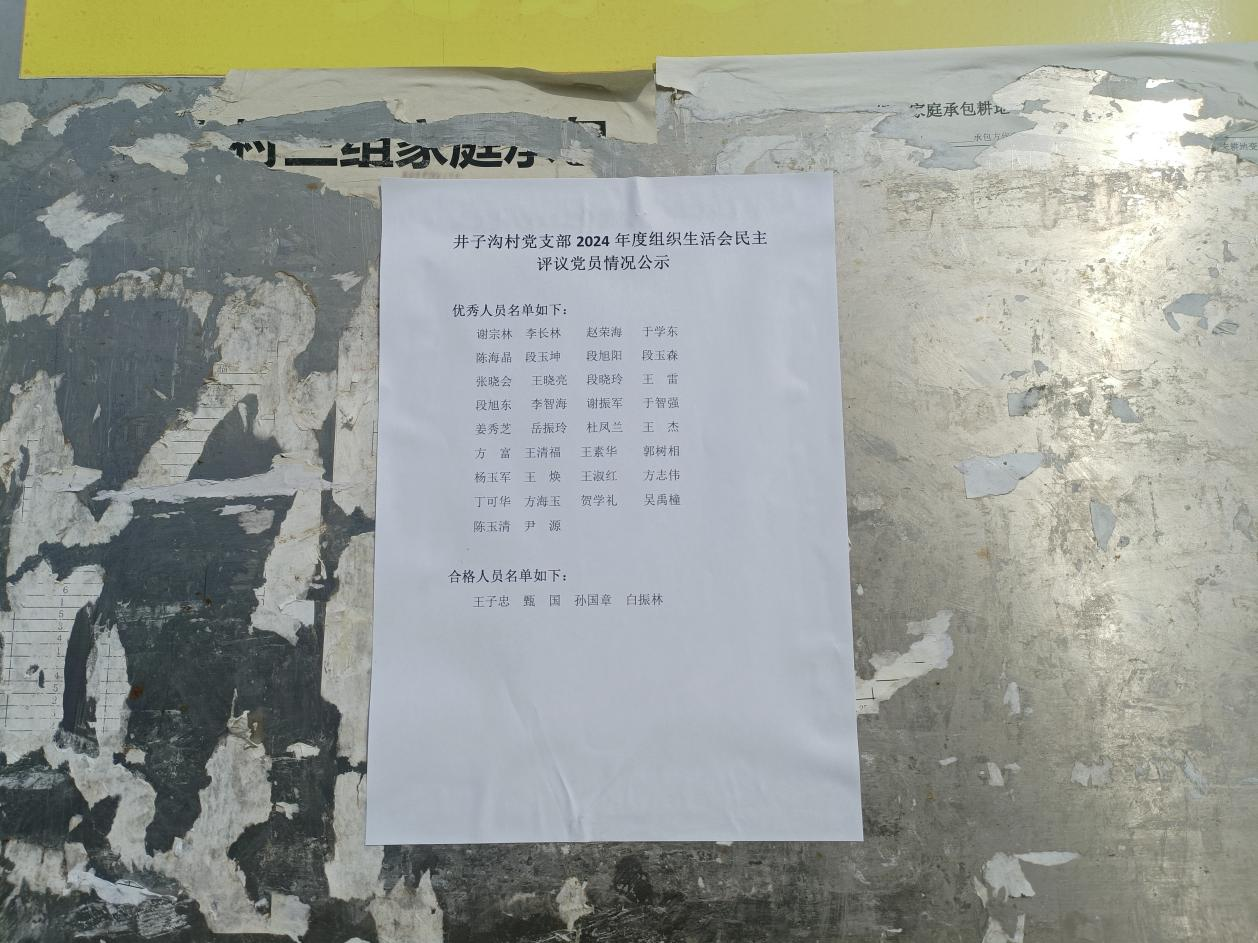 村二组家庭承
家庭承包耕地
承包方代
井子沟村党支部 2024 年度组织生活会民主
评议党员情况公示
优秀人员名单如下：
谢宗林 李长林 赵荣海 于学东
陈海晶 段玉坤 段旭阳 段玉森
张晓会 王晓亮 段晓玲 王 雷
段旭东 李智海 谢振军 于智强
姜秀芝 岳振玲 杜凤兰 王 杰
方 富 王清福 王素华 郭树相
杨玉军 王 焕 王淑红 方志伟
丁可华 方海玉 贺学礼 吴禹橦
陈玉清 尹 源
合格人员名单如下：
王子忠 甄 国 孙国章 白振林